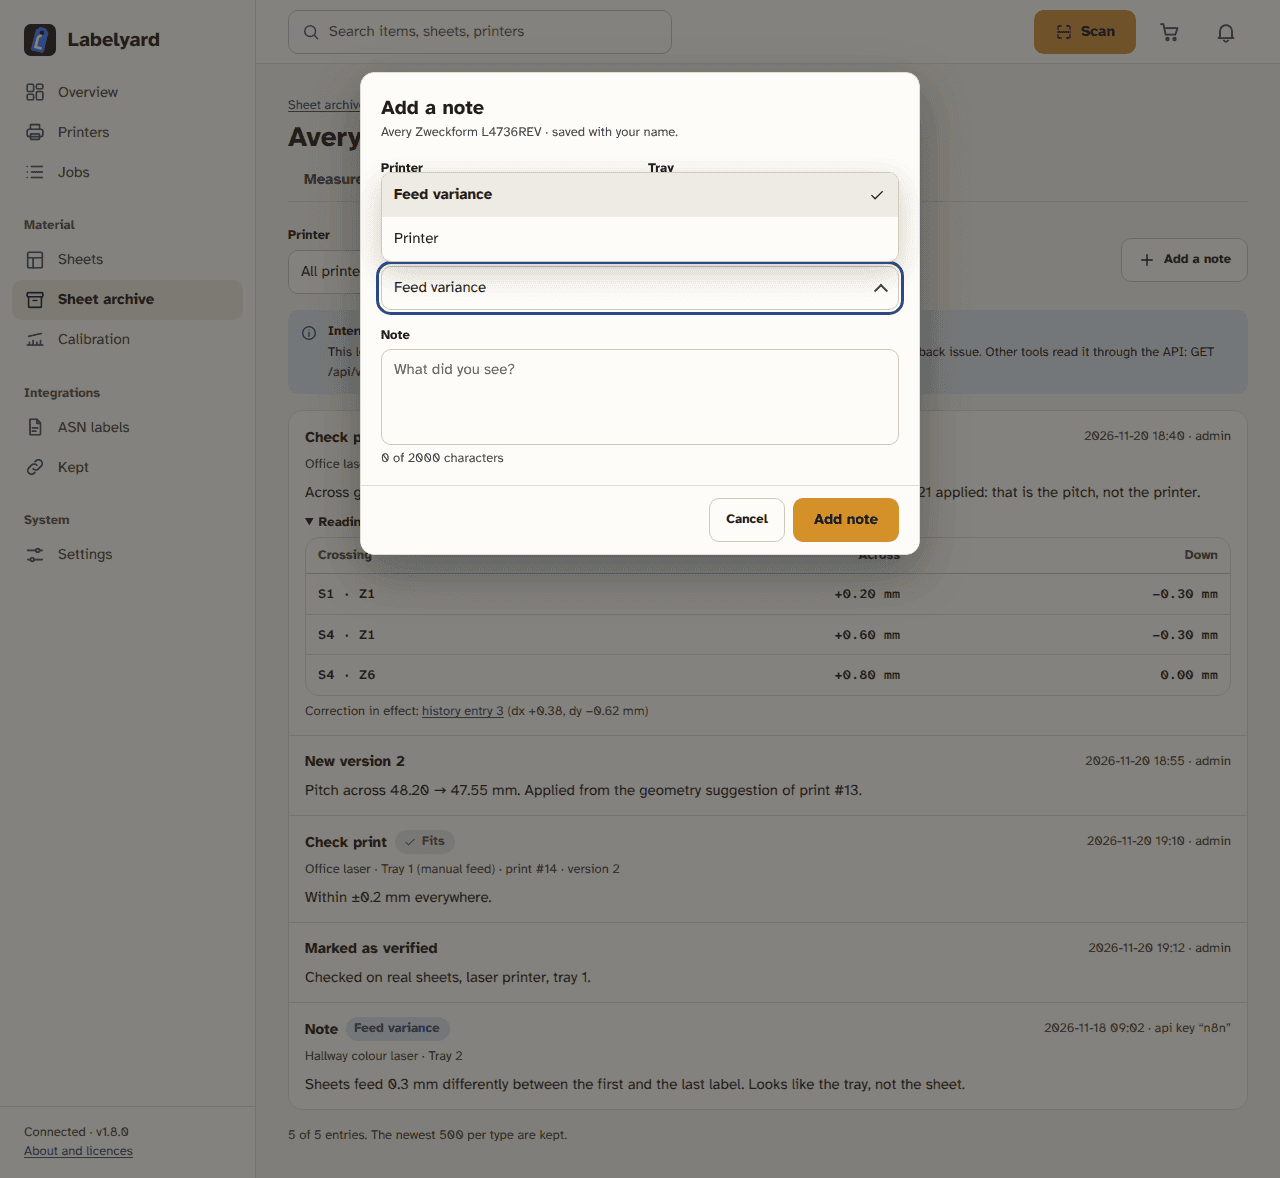 Labelyard
Search items, sheets, printers
Scan
Overview
Printers
Jobs
Material
Sheets
Sheet archive
Calibration
Integrations
ASN labels
Kept
System
Settings
Connected · v1.8.0
About and licences
Sheet archive
Avery
Measure
Printer
All printe
Add a note
This l
back issue. Other tools read it through the API: GET
/api/v
Add a note
Avery Zweckform L4736REV · saved with your name.
Printer
Tray
Feed variance
Printer
Feed variance
Note
What did you see?
0 of 2000 characters
Cancel
Add note
Check p
2026-11-20 18:40 · admin
Office las
Across g
21 applied: that is the pitch, not the printer.
Readin
Crossing Across Down
S1 · Z1 +0.20 mm −0.30 mm
S4 · Z1 +0.60 mm −0.30 mm
S4 · Z6 +0.80 mm 0.00 mm
Correction in effect: history entry 3 (dx +0.38, dy −0.62 mm)
New version 2
2026-11-20 18:55 · admin
Pitch across 48.20 → 47.55 mm. Applied from the geometry suggestion of print #13.
Check print Fits
2026-11-20 19:10 · admin
Office laser · Tray 1 (manual feed) · print #14 · version 2
Within ±0.2 mm everywhere.
Marked as verified
2026-11-20 19:12 · admin
Checked on real sheets, laser printer, tray 1.
Note Feed variance
2026-11-18 09:02 · api key “n8n”
Hallway colour laser · Tray 2
Sheets feed 0.3 mm differently between the first and the last label. Looks like the tray, not the sheet.
5 of 5 entries. The newest 500 per type are kept.